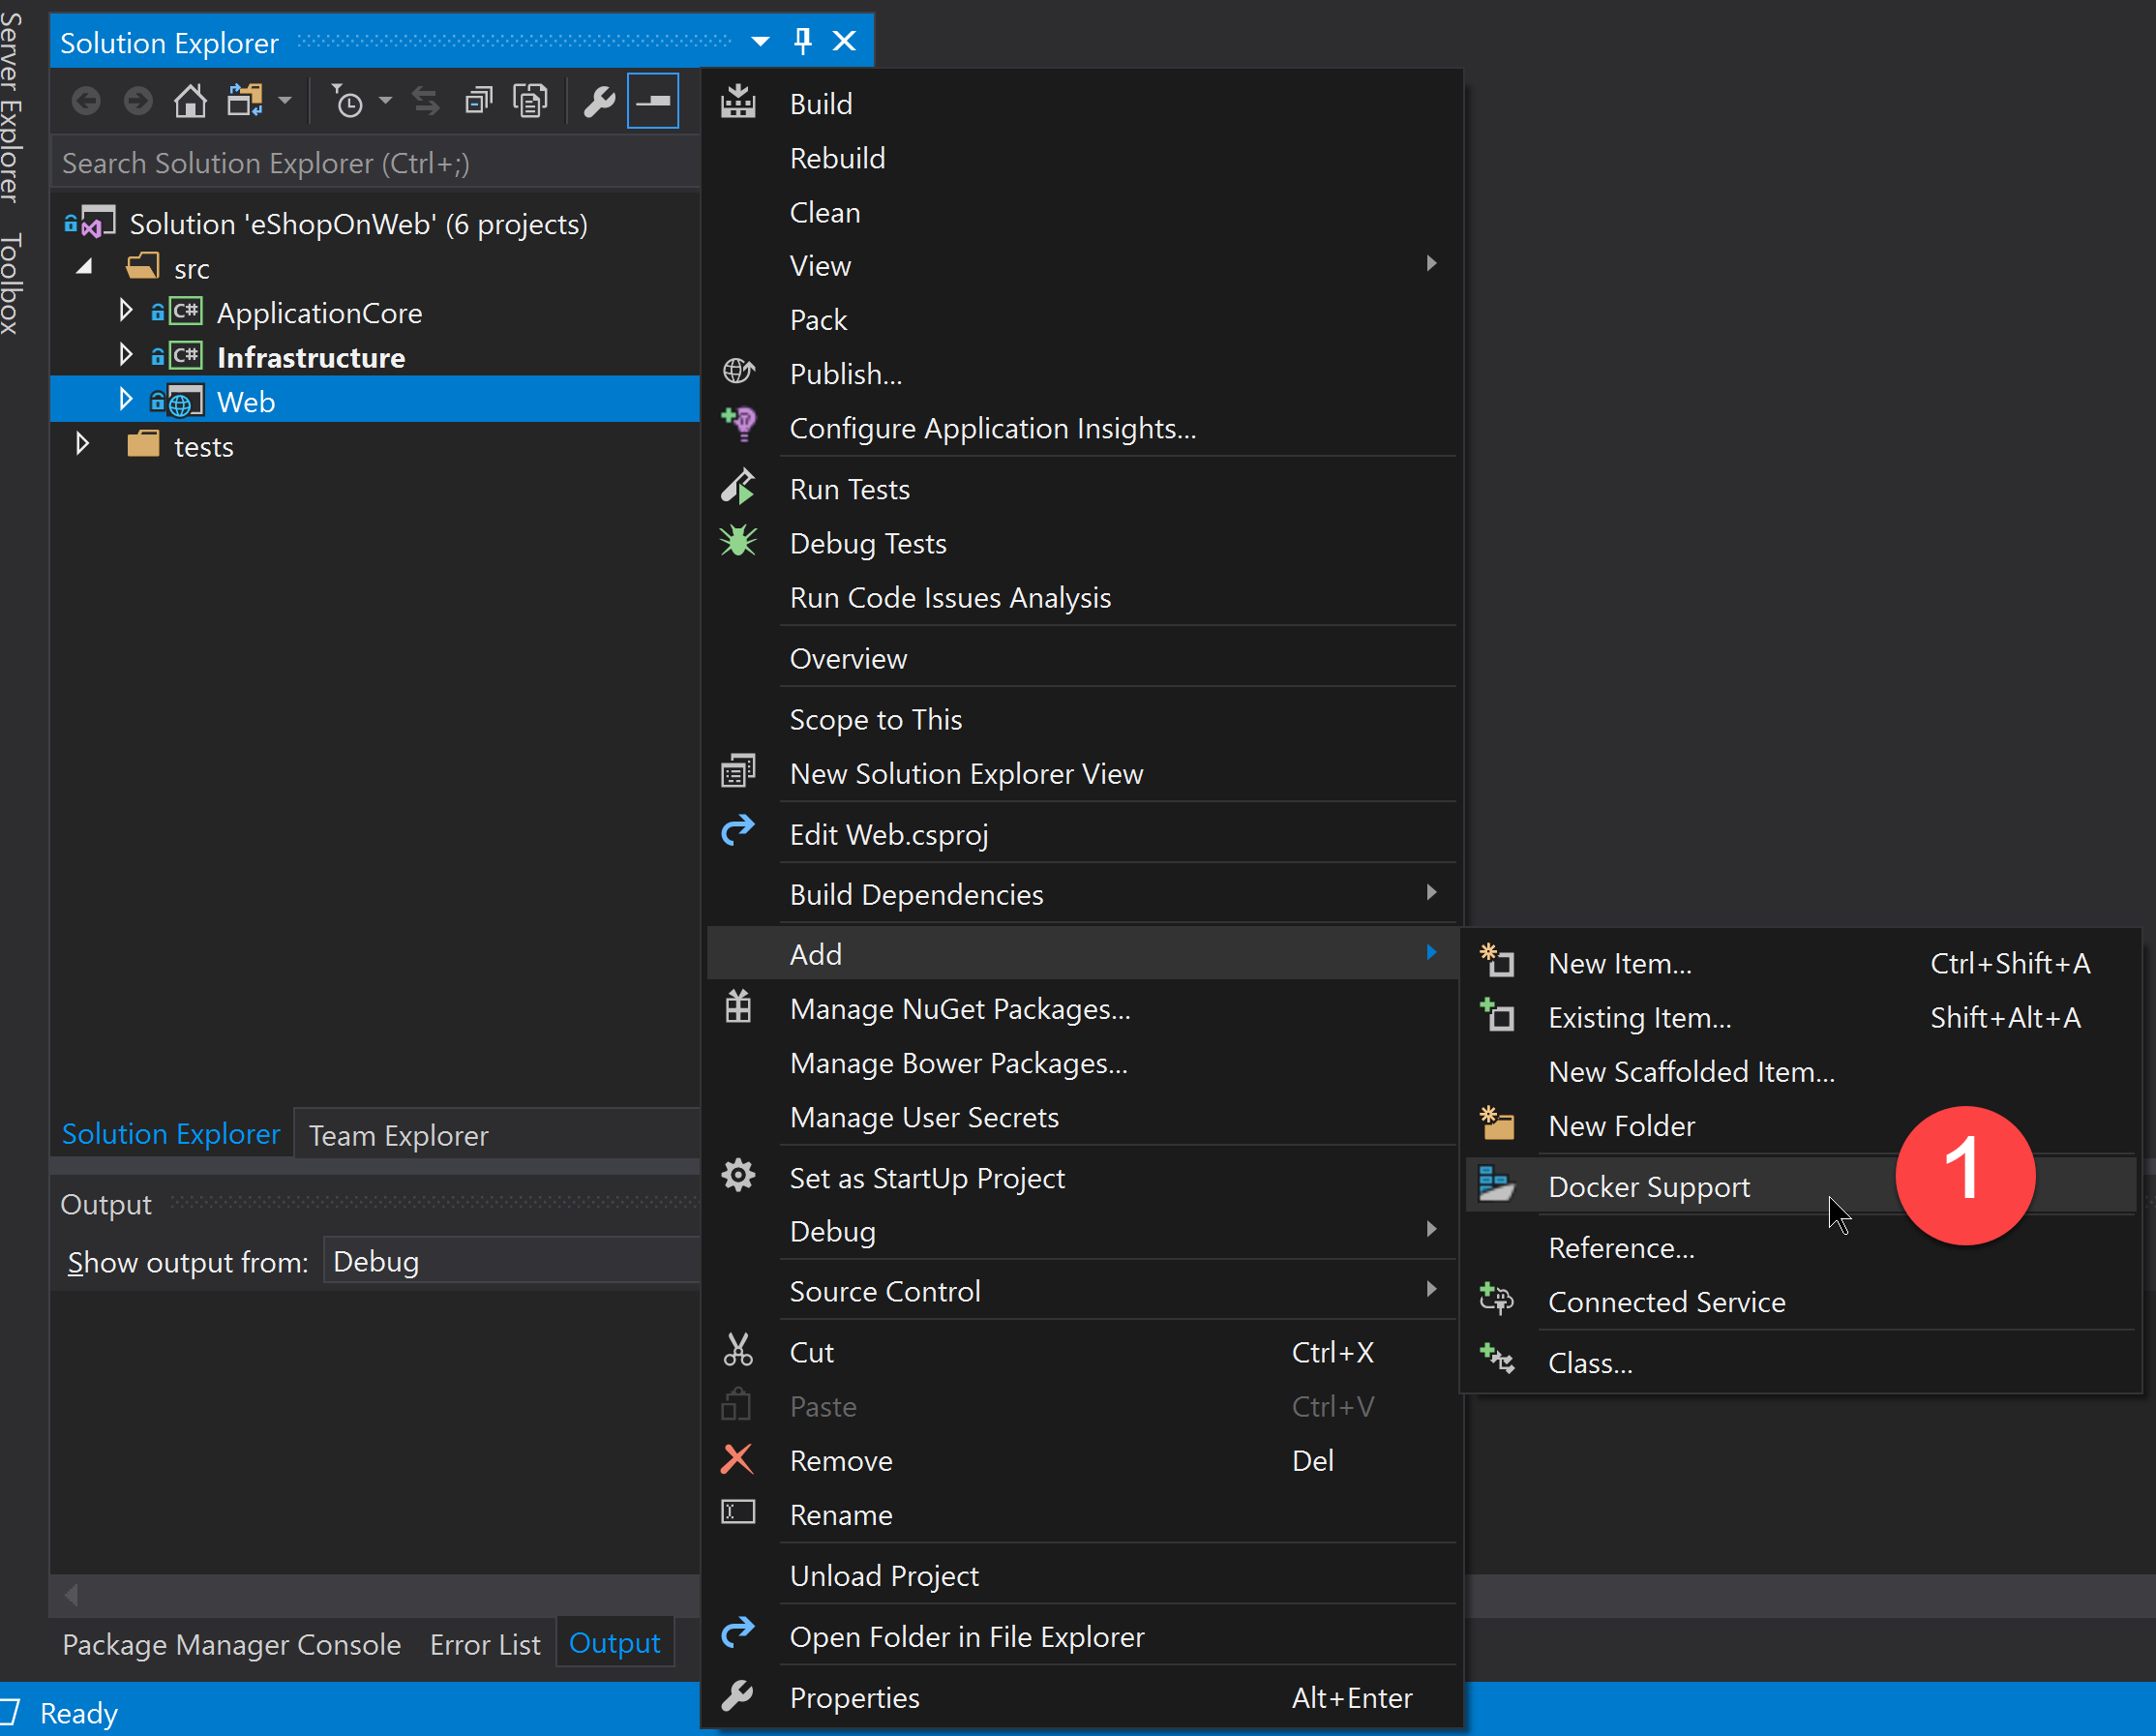 Server Explorer
Toolbox
Solution Explorer
Search Solution Explorer (Ctrl+;)
Solution 'eShopOnWeb' (6 projects)
src
C# ApplicationCore
C# Infrastructure
Web
tests
Solution Explorer Team Explorer
Output
Show output from: Debug
Package Manager Console Error List Output
Ready
Build
Rebuild
Clean
View
Pack
Publish...
Configure Application Insights...
Run Tests
Debug Tests
Run Code Issues Analysis
Overview
Scope to This
New Solution Explorer View
Edit Web.csproj
Build Dependencies
Add
Manage NuGet Packages...
Manage Bower Packages...
Manage User Secrets
Set as StartUp Project
Debug
Source Control
Cut Ctrl+X
Paste Ctrl+V
Remove Del
Rename
Unload Project
Open Folder in File Explorer
Properties Alt+Enter
New Item... Ctrl+Shift+A
Existing Item... Shift+Alt+A
New Scaffolded Item...
New Folder
Docker Support
1
Reference...
Connected Service
Class...